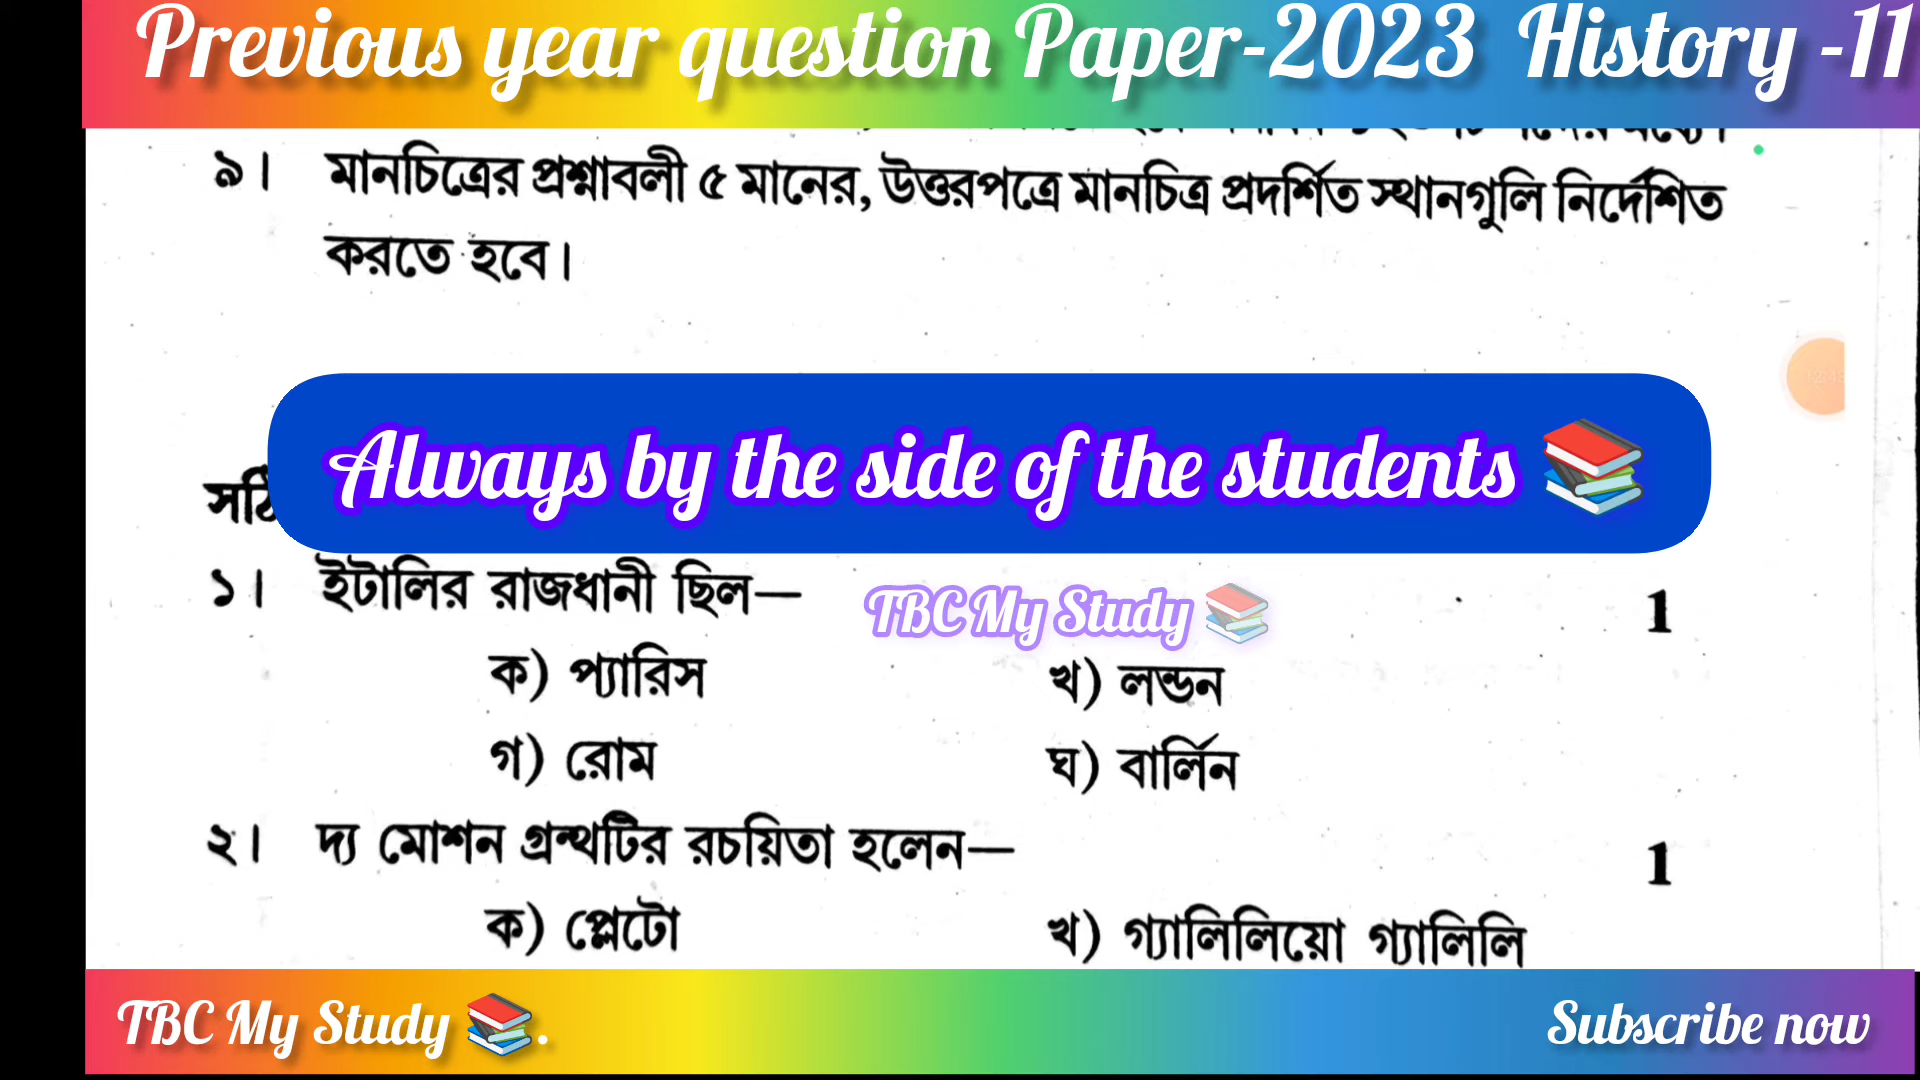 Previous year question Paper-2023 History -11
৯। মানচিত্রের প্রশ্নাবলী ৫ মানের, উত্তরপত্রে মানচিত্র প্রদর্শিত স্থানগুলি নির্দেশিত
করতে হবে।
Always by the side of the students 📚
১। ইটালির রাজধানী ছিল— 1
TBC My Study 📚
ক) প্যারিস খ) লন্ডন
গ) রোম ঘ) বার্লিন
২। দ্য মোশন গ্রন্থটির রচয়িতা হলেন— 1
ক) প্লেটো খ) গ্যালিলিয়ো গ্যালিলি
TBC My Study 📚. Subscribe now